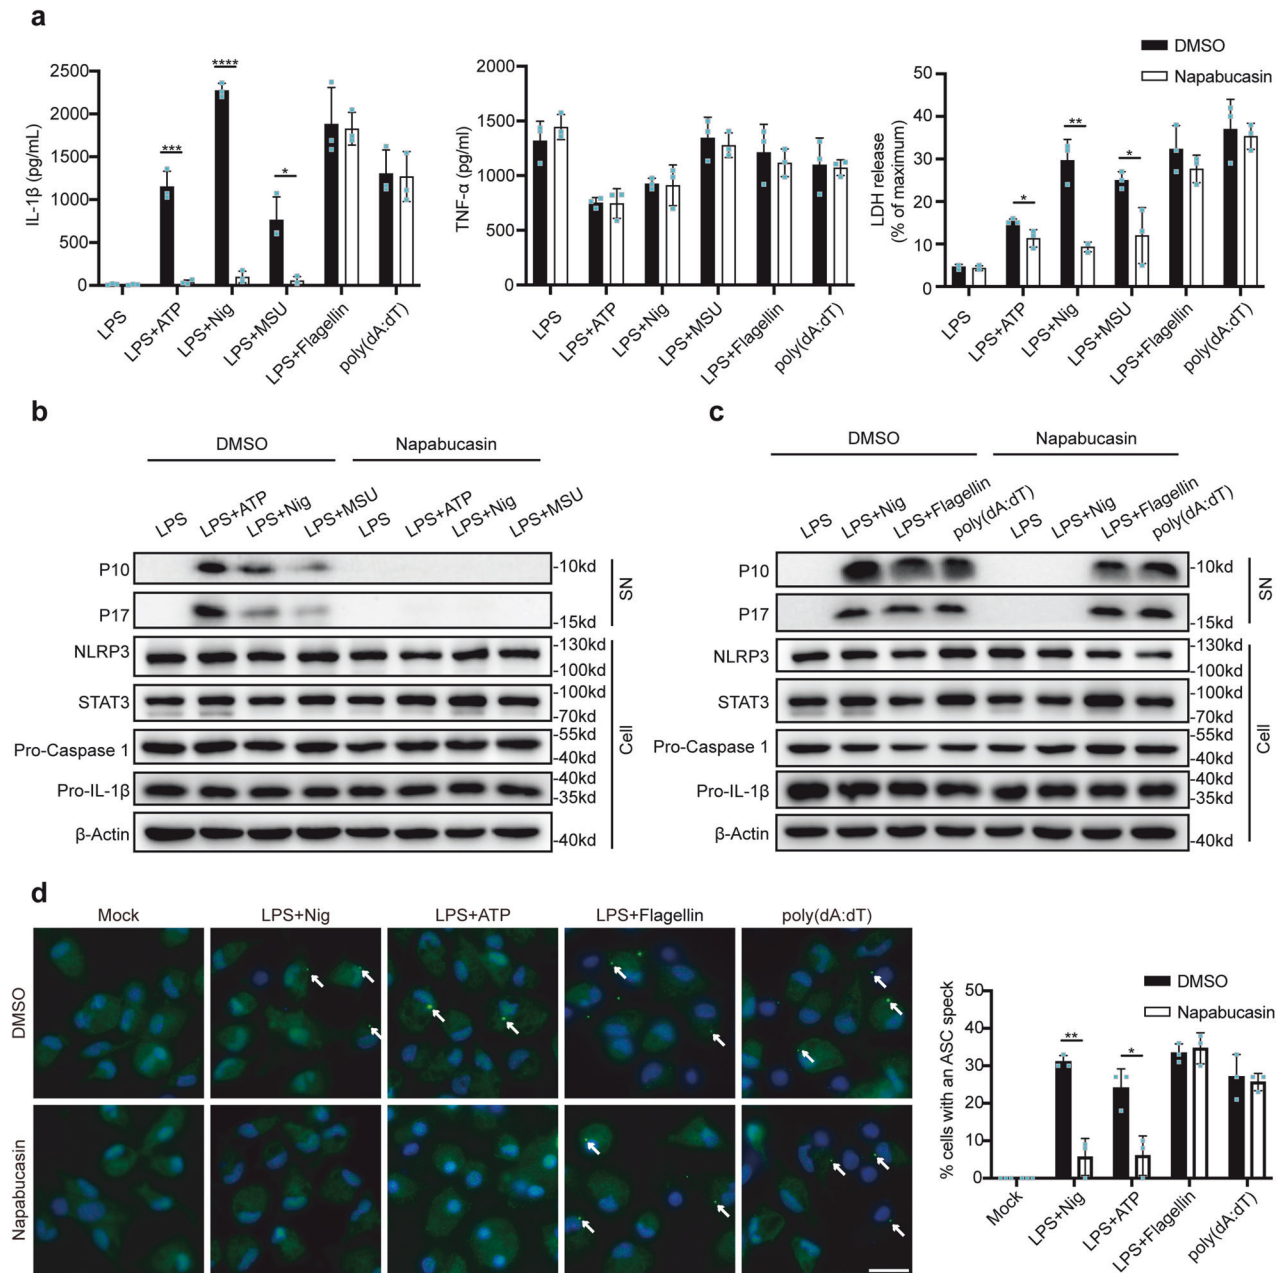 a
DMSO
Napabucasin
IL-1β (pg/mL)
2500
2000
1500
1000
500
0
****
***
*
LPS
LPS+ATP
LPS+Nig
LPS+MSU
LPS+Flagellin
poly(dA:dT)
TNF-α (pg/ml)
2000
1500
1000
500
0
LPS
LPS+ATP
LPS+Nig
LPS+MSU
LPS+Flagellin
poly(dA:dT)
LDH release
(% of maximum)
50
40
30
20
10
0
*
**
*
LPS
LPS+ATP
LPS+Nig
LPS+MSU
LPS+Flagellin
poly(dA:dT)
b
DMSO Napabucasin
LPS LPS+ATP LPS+Nig LPS+MSU LPS LPS+ATP LPS+Nig LPS+MSU
P10 -10kd
P17 -15kd
SN
NLRP3 -130kd
-100kd
STAT3 -100kd
-70kd
Pro-Caspase 1 -55kd
-40kd
Pro-IL-1β -40kd
-35kd
β-Actin -40kd
Cell
c
DMSO Napabucasin
LPS LPS+Nig LPS+Flagellin poly(dA:dT) LPS LPS+Nig LPS+Flagellin poly(dA:dT)
P10 -10kd
P17 -15kd
SN
NLRP3 -130kd
-100kd
STAT3 -100kd
-70kd
Pro-Caspase 1 -55kd
-40kd
Pro-IL-1β -40kd
-35kd
β-Actin -40kd
Cell
d
Mock LPS+Nig LPS+ATP LPS+Flagellin poly(dA:dT)
DMSO
Napabucasin
DMSO
Napabucasin
% cells with an ASC speck
50
40
30
20
10
0
**
*
Mock
LPS+Nig
LPS+ATP
LPS+Flagellin
poly(dA:dT)